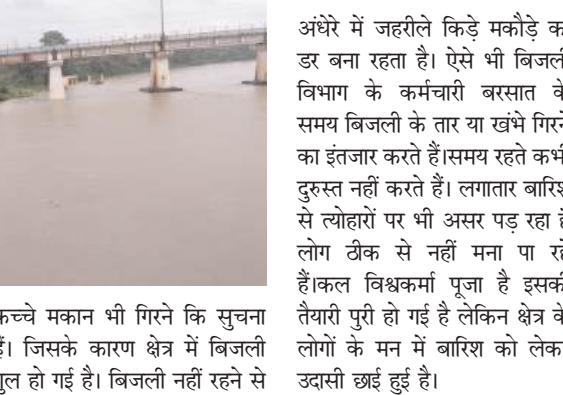 कच्चे मकान भी गिरने कि सुचना
हैं। जिसके कारण क्षेत्र में बिजली
गुल हो गई है। बिजली नहीं रहने से
अंधेरे में जहरीले किड़े मकौड़े
डर बना रहता है। ऐसे भी बिजली
विभाग के कर्मचारी बरसात के
समय बिजली के तार या खंभे गिरने
का इंतजार करते हैं।समय रहते कभी
दुरुस्त नहीं करते हैं। लगातार बारिश
से त्योहारों पर भी असर पड़ रहा है
लोग ठीक से नहीं मना पा रहे
हैं।कल विश्वकर्मा पूजा है इसकी
तैयारी पुरी हो गई है लेकिन क्षेत्र के
लोगों के मन में बारिश को
उदासी छाई हुई है।